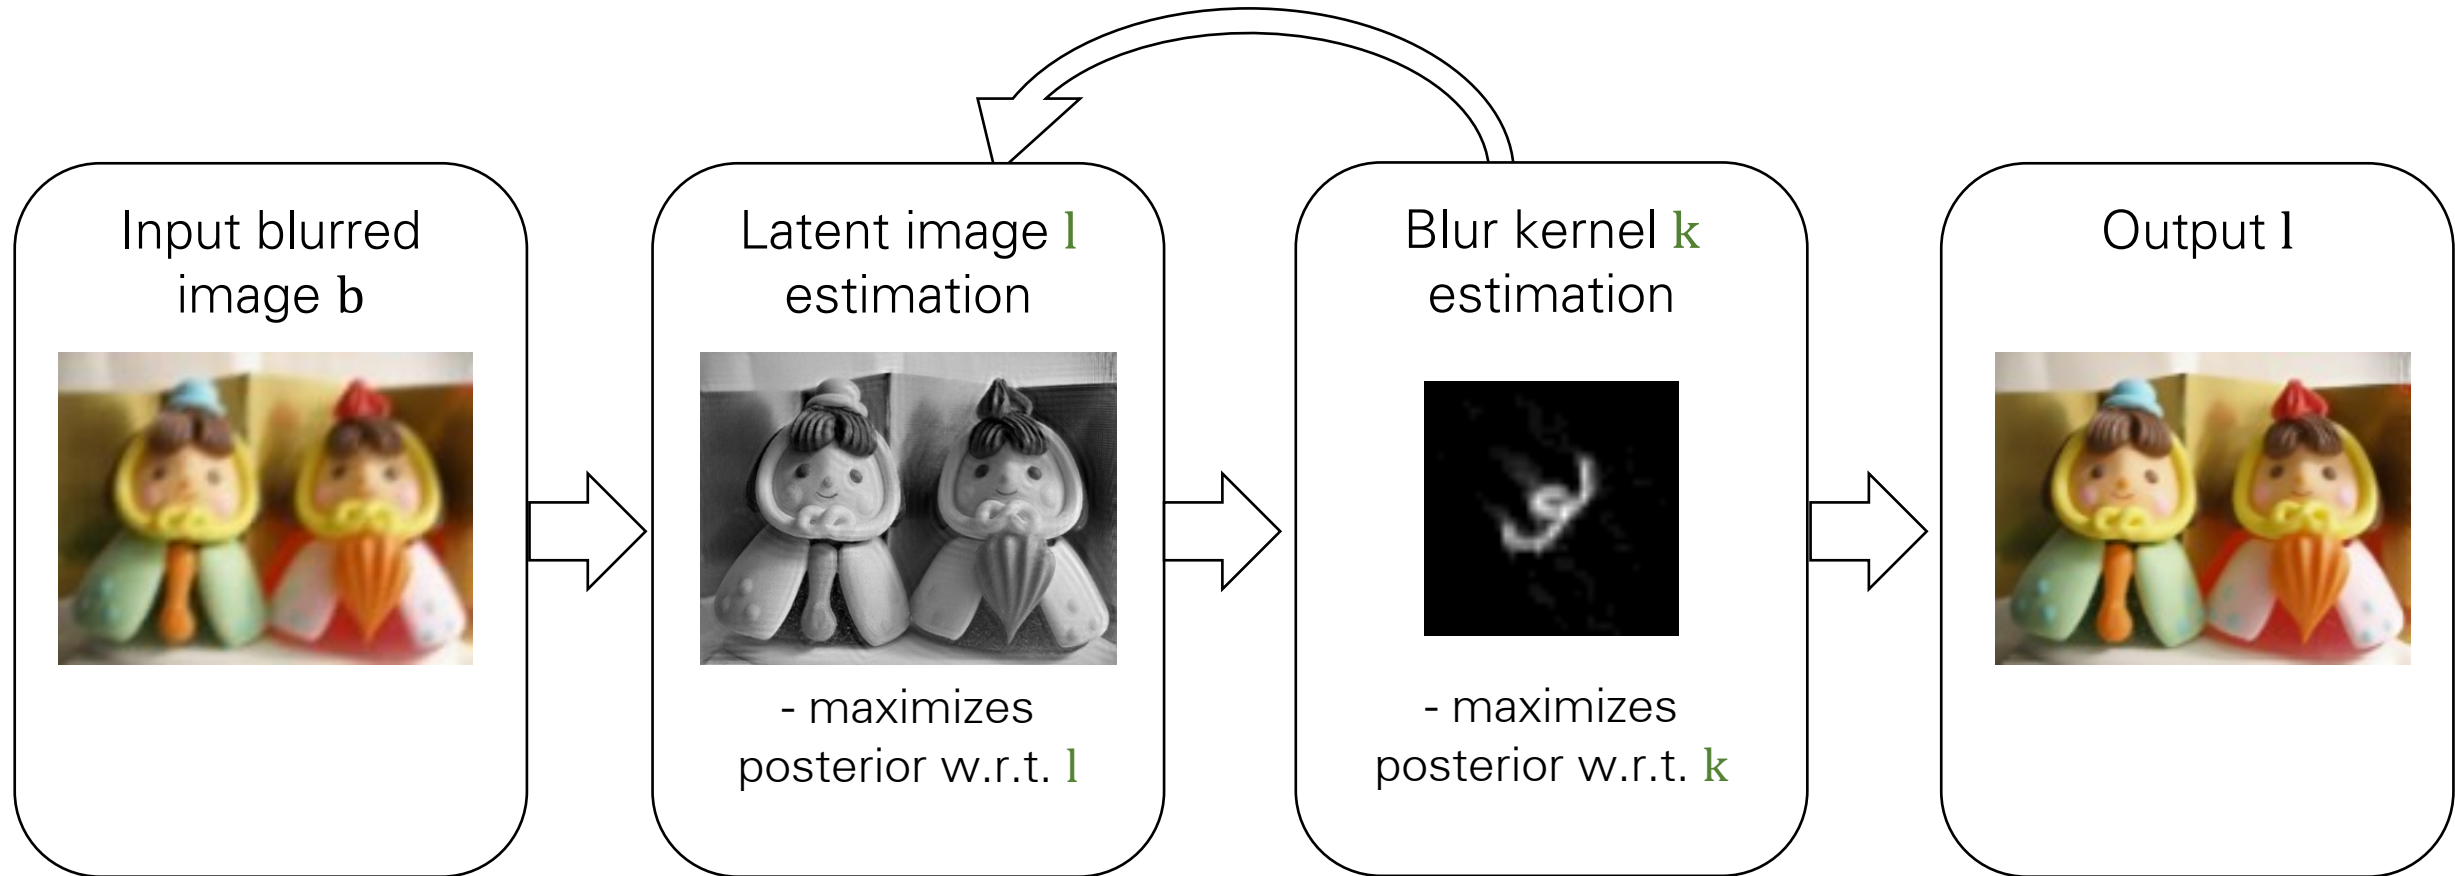 Input blurred
image b
Latent image l
estimation
- maximizes
posterior w.r.t. l
Blur kernel k
estimation
- maximizes
posterior w.r.t. k
Output l